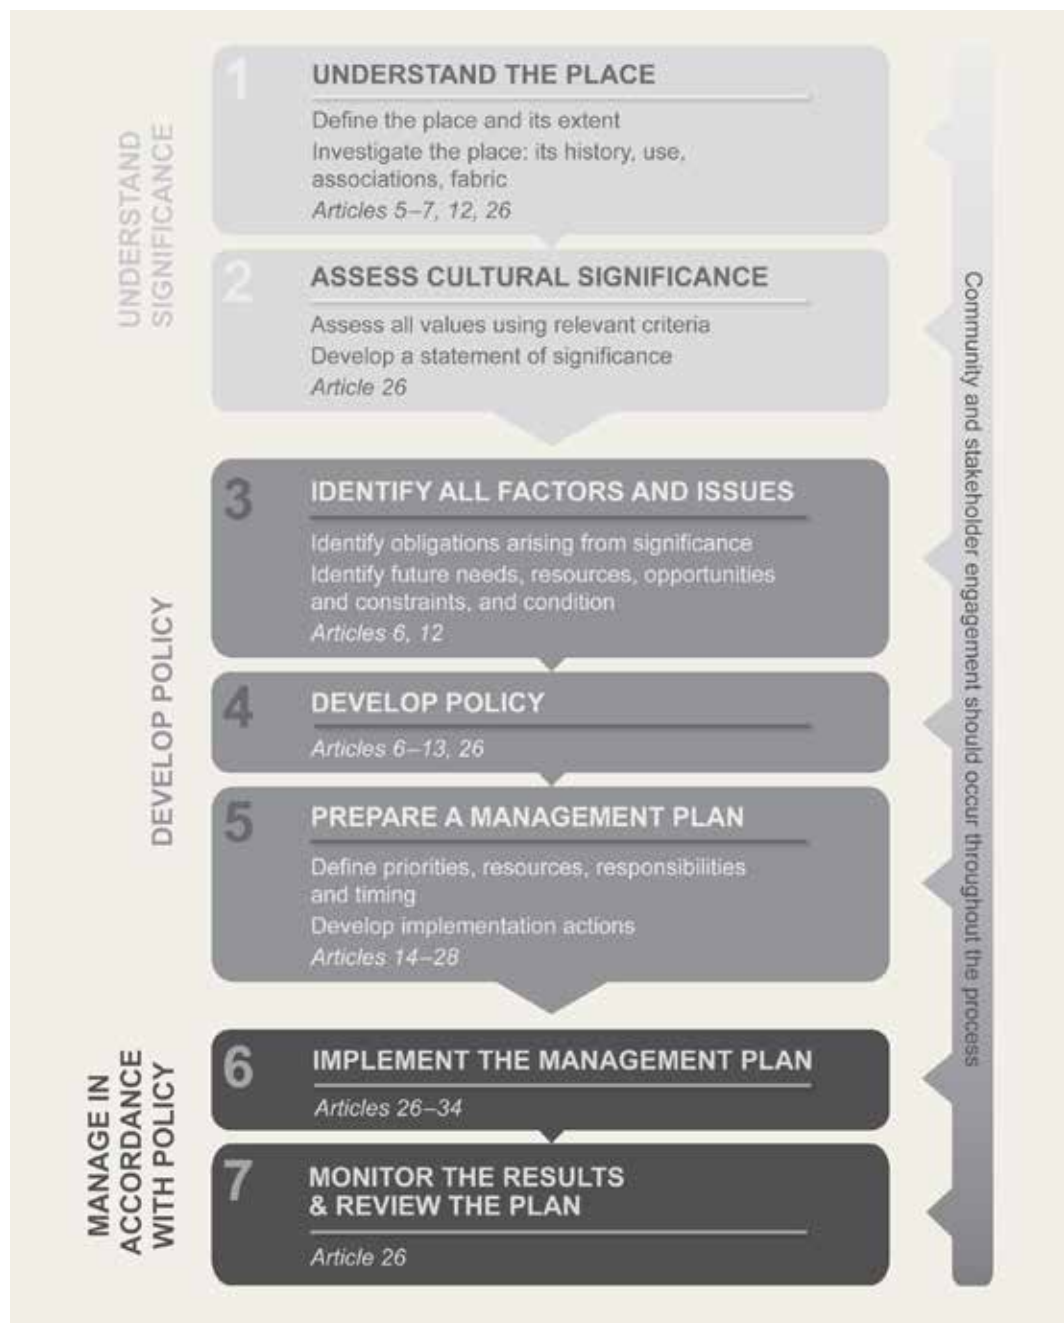 UNDERSTAND
SIGNIFICANCE
1
UNDERSTAND THE PLACE
Define the place and its extent
Investigate the place: its history, use,
associations, fabric
Articles 5–7, 12, 26
2
ASSESS CULTURAL SIGNIFICANCE
Assess all values using relevant criteria
Develop a statement of significance
Article 26
DEVELOP POLICY
3
IDENTIFY ALL FACTORS AND ISSUES
Identify obligations arising from significance
Identify future needs, resources, opportunities
and constraints, and condition
Articles 6, 12
4
DEVELOP POLICY
Articles 6–13, 26
5
PREPARE A MANAGEMENT PLAN
Define priorities, resources, responsibilities
and timing
Develop implementation actions
Articles 14–28
MANAGE IN
ACCORDANCE
WITH POLICY
6
IMPLEMENT THE MANAGEMENT PLAN
Articles 26–34
7
MONITOR THE RESULTS
& REVIEW THE PLAN
Article 26
Community and stakeholder engagement should occur throughout the process